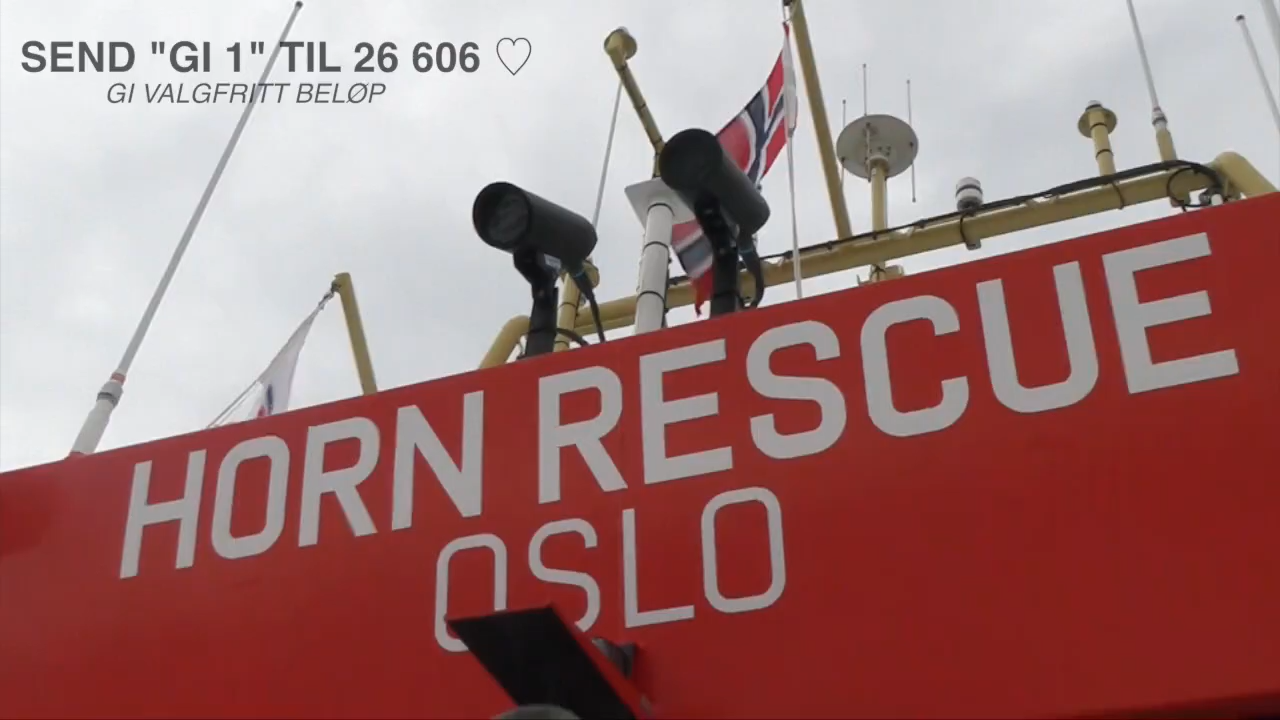 SEND "GI 1" TIL 26 606 ♡
GI VALGFRITT BELØP
HORN RESCUE
OSLO